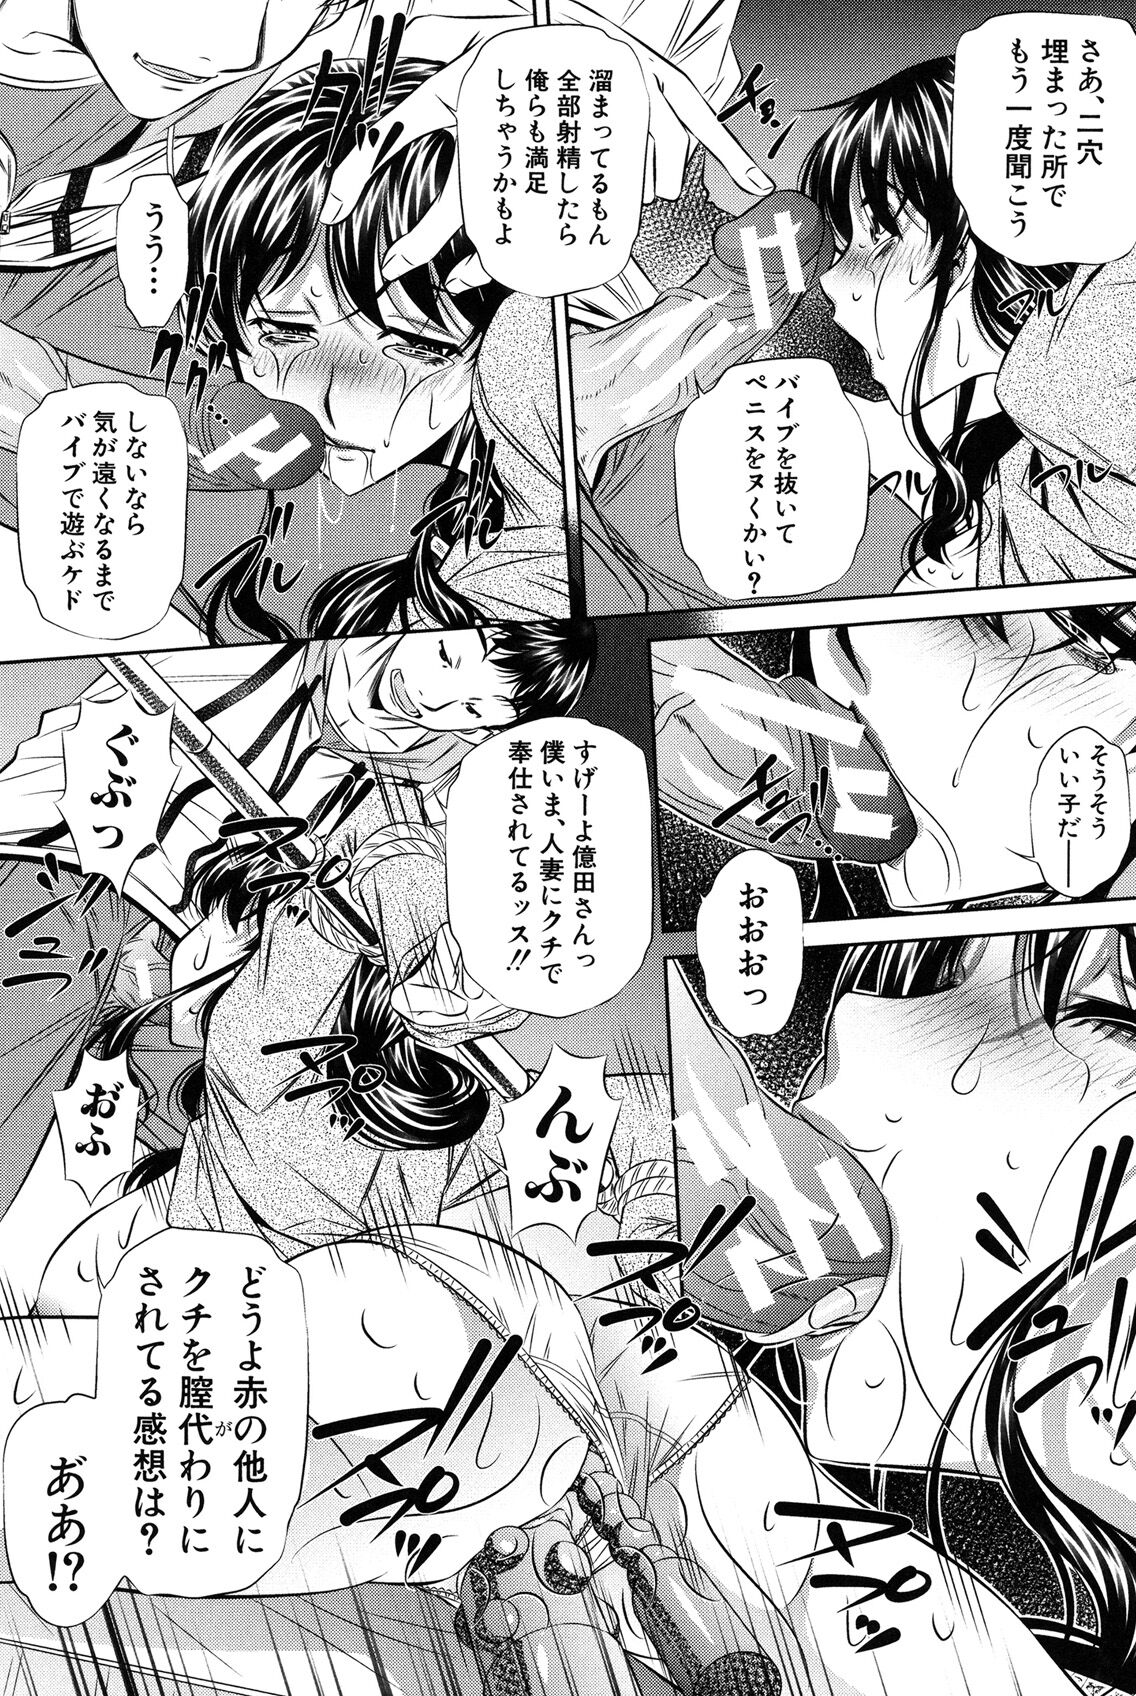 さあ、二穴
埋まった所で
もう一度聞こう
バイブを抜いて
ペニスをヌくかい?
溜まってるもん
全部射精したら
俺らも満足
しちゃうかもよ
うう…
しないなら
気が遠くなるまで
バイブで遊ぶケド
そうそう
いい子だ――
おおおっ
すげーよ億田さんっ
僕いま、人妻にクチで
奉仕されてるッス!!
ぐぶっ
んぶ
お゛ふ
どうよ赤の他人に
クチを膣代わりに
が
されてる感想は?
あ゛あ!?